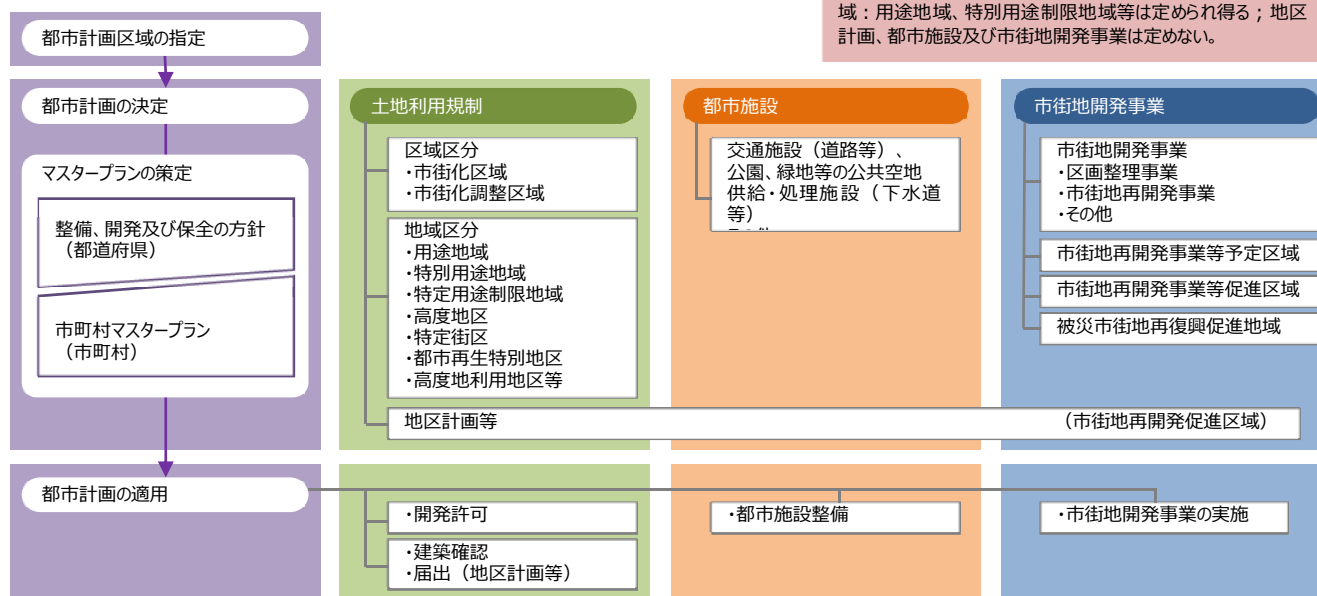 域：用途地域、特別用途制限地域等は定められ得る；地区
計画、都市施設及び市街地開発事業は定めない。
都市計画区域の指定
都市計画の決定
マスタープランの策定
整備、開発及び保全の方針
（都道府県）
市町村マスタープラン
（市町村）
土地利用規制
区域区分
・市街化区域
・市街化調整区域
地域区分
・用途地域
・特別用途地域
・特定用途制限地域
・高度地区
・特定街区
・都市再生特別地区
・高度地利用地区等
地区計画等
（市街地再開発促進区域）
都市施設
交通施設（道路等）、
公園、緑地等の公共空地
供給・処理施設（下水道
等）
市街地開発事業
市街地開発事業
・区画整理事業
・市街地再開発事業
・その他
市街地再開発事業等予定区域
市街地再開発事業等促進区域
被災市街地再復興促進地域
都市計画の適用
・開発許可
・建築確認
・届出（地区計画等）
・都市施設整備
・市街地開発事業の実施